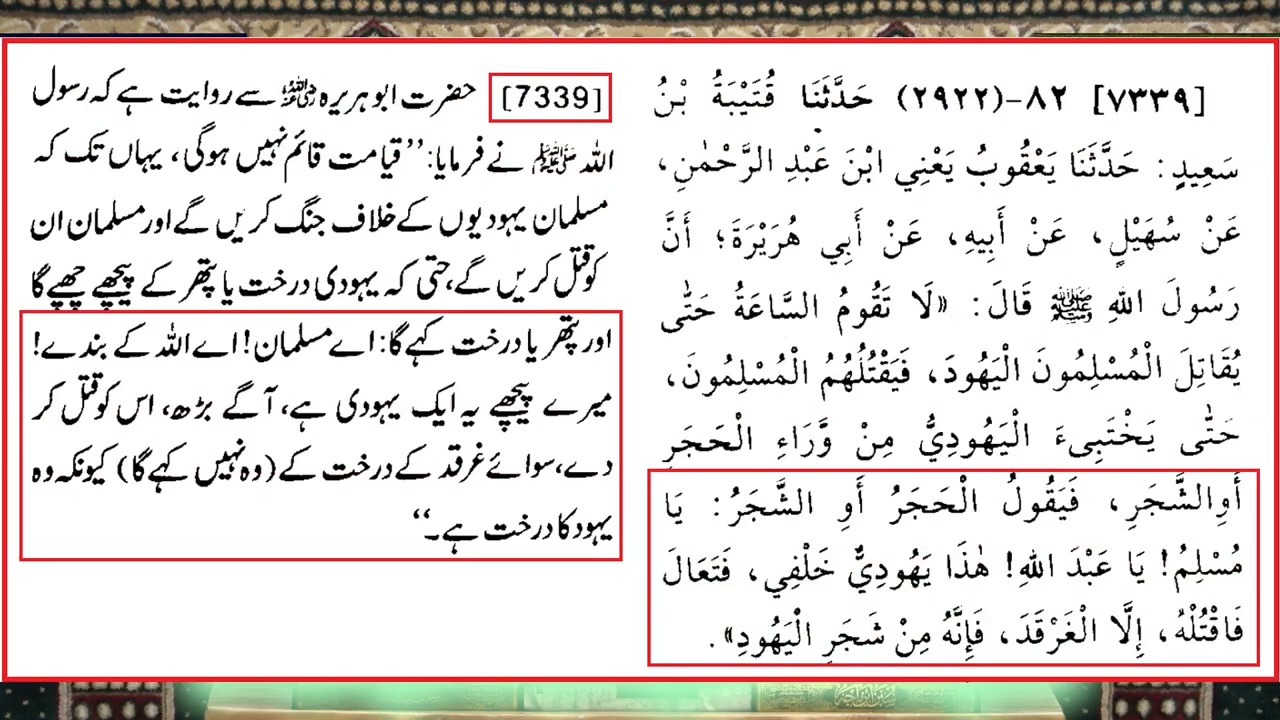 [٧٣٣٩] ٨٢-(٢٩٢٢) حَدَّثَنَا قُتَيْبَةُ بْنُ
سَعِيدٍ: حَدَّثَنَا يَعْقُوبُ يَعْنِي ابْنَ عَبْدِ الرَّحْمٰنِ،
عَنْ سُهَيْلٍ، عَنْ أَبِيهِ، عَنْ أَبِي هُرَيْرَةَ؛ أَنَّ
رَسُولَ اللهِ ﷺ قَالَ: «لَا تَقُومُ السَّاعَةُ حَتّٰى
يُقَاتِلَ الْمُسْلِمُونَ الْيَهُودَ، فَيَقْتُلُهُمُ الْمُسْلِمُونَ،
حَتّٰى يَخْتَبِىءَ الْيَهُودِيُّ مِنْ وَّرَاءِ الْحَجَرِ
أَوِالشَّجَرِ، فَيَقُولُ الْحَجَرُ أَوِ الشَّجَرُ: يَا
مُسْلِمُ! يَا عَبْدَ اللهِ! هٰذَا يَهُودِيٌّ خَلْفِي، فَتَعَالَ
فَاقْتُلْهُ، إِلَّا الْغَرْقَدَ، فَإِنَّهُ مِنْ شَجَرِ الْيَهُودِ».
[7339] حضرت ابوہریرہ رضی اللہ عنہ سے روایت ہے کہ رسول
اللہ ﷺ نے فرمایا: ”قیامت قائم نہیں ہوگی، یہاں تک کہ
مسلمان یہودیوں کے خلاف جنگ کریں گے اور مسلمان ان
کو قتل کریں گے، حتی کہ یہودی درخت یا پتھر کے پیچھے چھپے گا
اور پتھر یا درخت کہے گا: اے مسلمان! اے اللہ کے بندے!
میرے پیچھے یہ ایک یہودی ہے، آگے بڑھ، اس کو قتل کر
دے، سوائے غرقد کے درخت کے (وہ نہیں کہے گا) کیونکہ وہ
یہود کا درخت ہے۔“